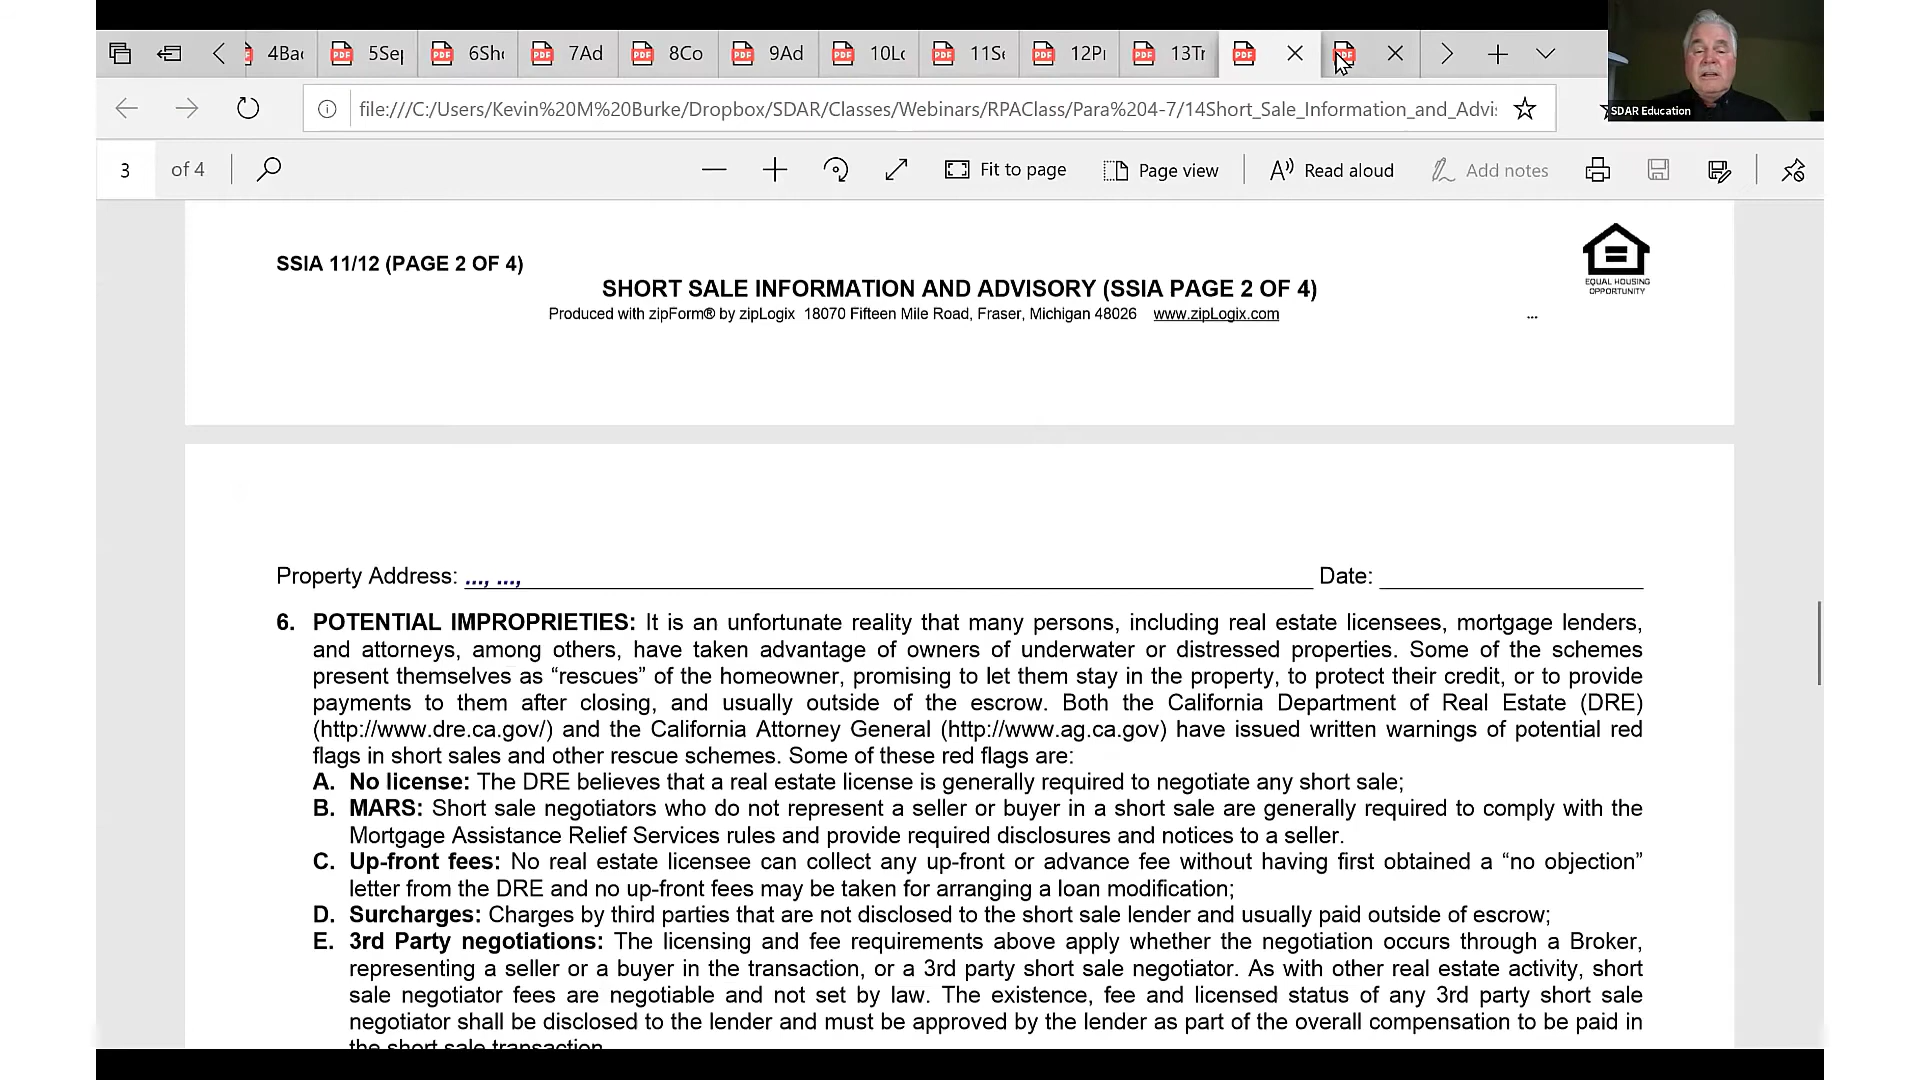 4Bac
5Sep
6Sho
7Ad
8Co
9Ad
10Lo
11Se
12Pr
13Tr
SDAR Education
file:///C:/Users/Kevin%20M%20Burke/Dropbox/SDAR/Classes/Webinars/RPAClass/Para%204-7/14Short_Sale_Information_and_Advis
3 of 4
Fit to page
Page view
Read aloud
Add notes
SSIA 11/12 (PAGE 2 OF 4)
EQUAL HOUSING
OPPORTUNITY
SHORT SALE INFORMATION AND ADVISORY (SSIA PAGE 2 OF 4)
Produced with zipForm® by zipLogix 18070 Fifteen Mile Road, Fraser, Michigan 48026 www.zipLogix.com ...
Property Address: ..., ..., Date:
6. POTENTIAL IMPROPRIETIES: It is an unfortunate reality that many persons, including real estate licensees, mortgage lenders,
and attorneys, among others, have taken advantage of owners of underwater or distressed properties. Some of the schemes
present themselves as “rescues” of the homeowner, promising to let them stay in the property, to protect their credit, or to provide
payments to them after closing, and usually outside of the escrow. Both the California Department of Real Estate (DRE)
(http://www.dre.ca.gov/) and the California Attorney General (http://www.ag.ca.gov) have issued written warnings of potential red
flags in short sales and other rescue schemes. Some of these red flags are:
A. No license: The DRE believes that a real estate license is generally required to negotiate any short sale;
B. MARS: Short sale negotiators who do not represent a seller or buyer in a short sale are generally required to comply with the
Mortgage Assistance Relief Services rules and provide required disclosures and notices to a seller.
C. Up-front fees: No real estate licensee can collect any up-front or advance fee without having first obtained a “no objection”
letter from the DRE and no up-front fees may be taken for arranging a loan modification;
D. Surcharges: Charges by third parties that are not disclosed to the short sale lender and usually paid outside of escrow;
E. 3rd Party negotiations: The licensing and fee requirements above apply whether the negotiation occurs through a Broker,
representing a seller or a buyer in the transaction, or a 3rd party short sale negotiator. As with other real estate activity, short
sale negotiator fees are negotiable and not set by law. The existence, fee and licensed status of any 3rd party short sale
negotiator shall be disclosed to the lender and must be approved by the lender as part of the overall compensation to be paid in
the short sale transaction.